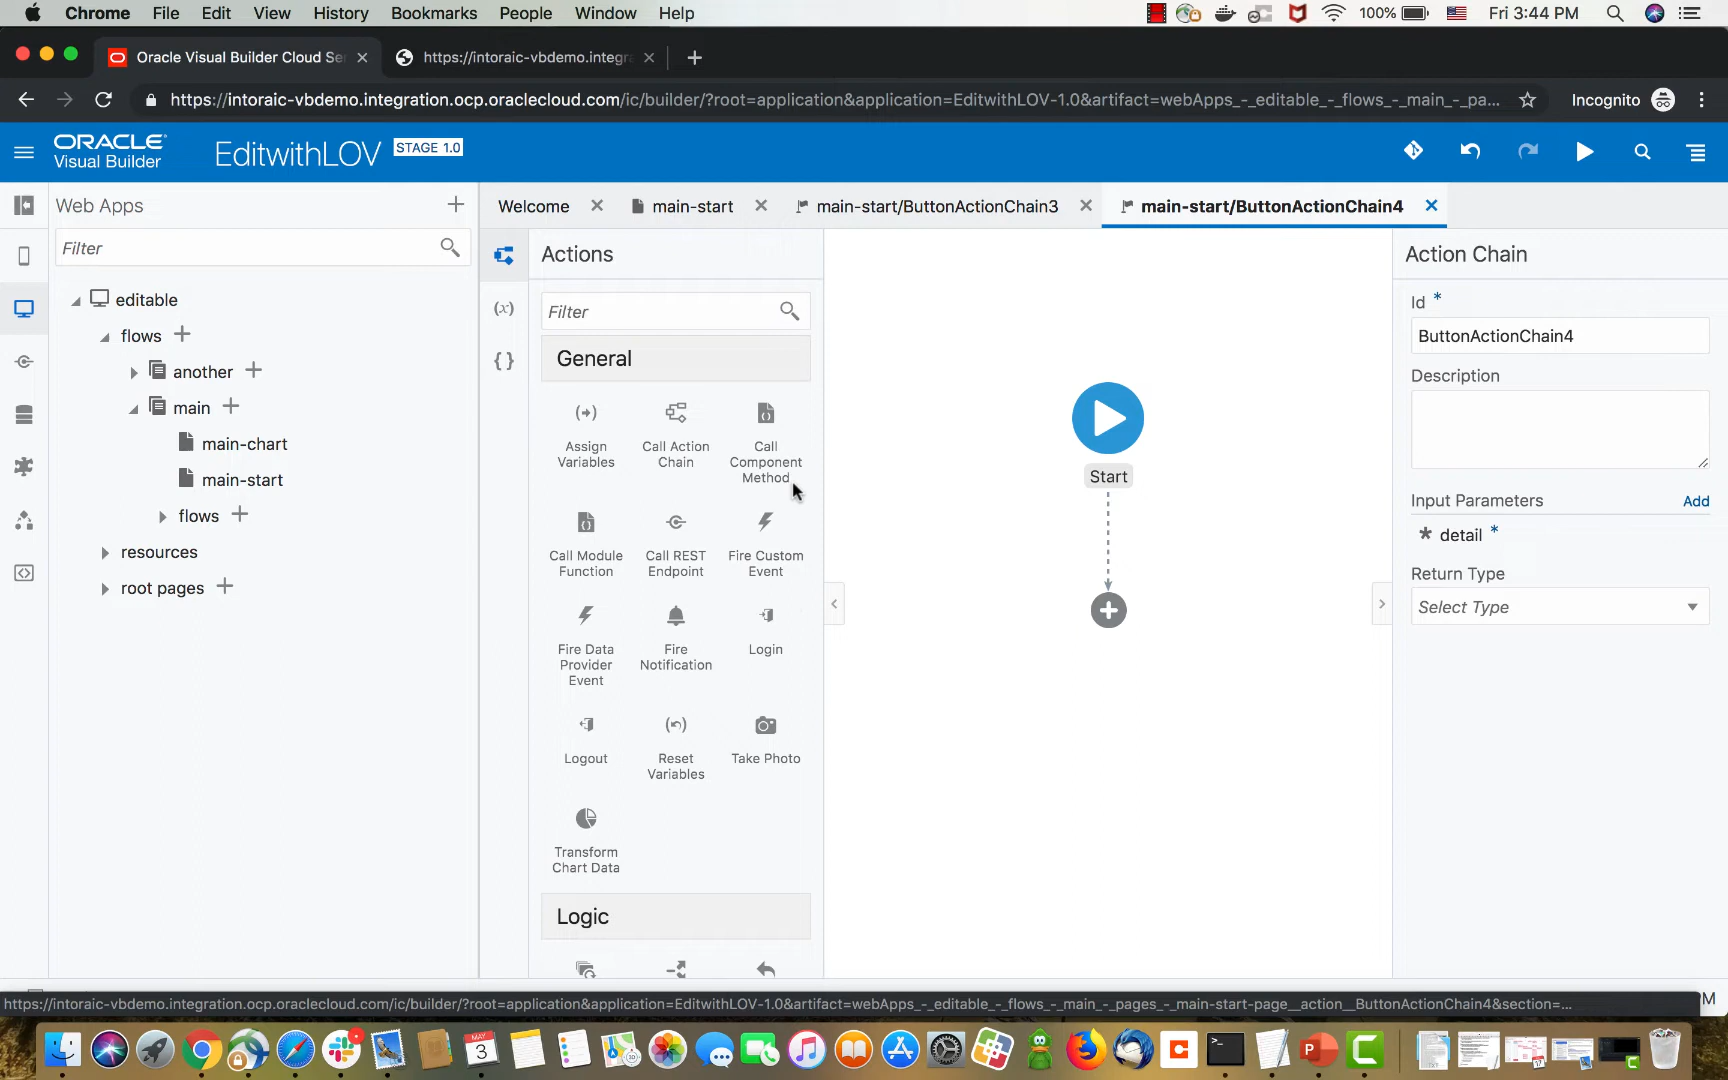 Chrome File Edit View History Bookmarks People Window Help 100% Fri 3:44 PM
Oracle Visual Builder Cloud Se https://intoraic-vbdemo.integra
https://intoraic-vbdemo.integration.ocp.oraclecloud.com/ic/builder/?root=application&application=EditwithLOV-1.0&artifact=webApps_-_editable_-_flows_-_main_-_pa... Incognito
ORACLE
Visual Builder
EditwithLOV STAGE 1.0
Web Apps
Welcome main-start main-start/ButtonActionChain3 main-start/ButtonActionChain4
Filter
editable
flows
another
main
main-chart
main-start
flows
resources
root pages
Actions
Filter
General
Assign Variables
Call Action Chain
Call Component Method
Call Module Function
Call REST Endpoint
Fire Custom Event
Fire Data Provider Event
Fire Notification
Login
Logout
Reset Variables
Take Photo
Transform Chart Data
Logic
(x)
{ }
Start
Action Chain
Id *
ButtonActionChain4
Description
Input Parameters Add
* detail *
Return Type
Select Type
https://intoraic-vbdemo.integration.ocp.oraclecloud.com/ic/builder/?root=application&application=EditwithLOV-1.0&artifact=webApps_-_editable_-_flows_-_main_-_pages_-_main-start-page__action__ButtonActionChain4&section=... M
MAY
3